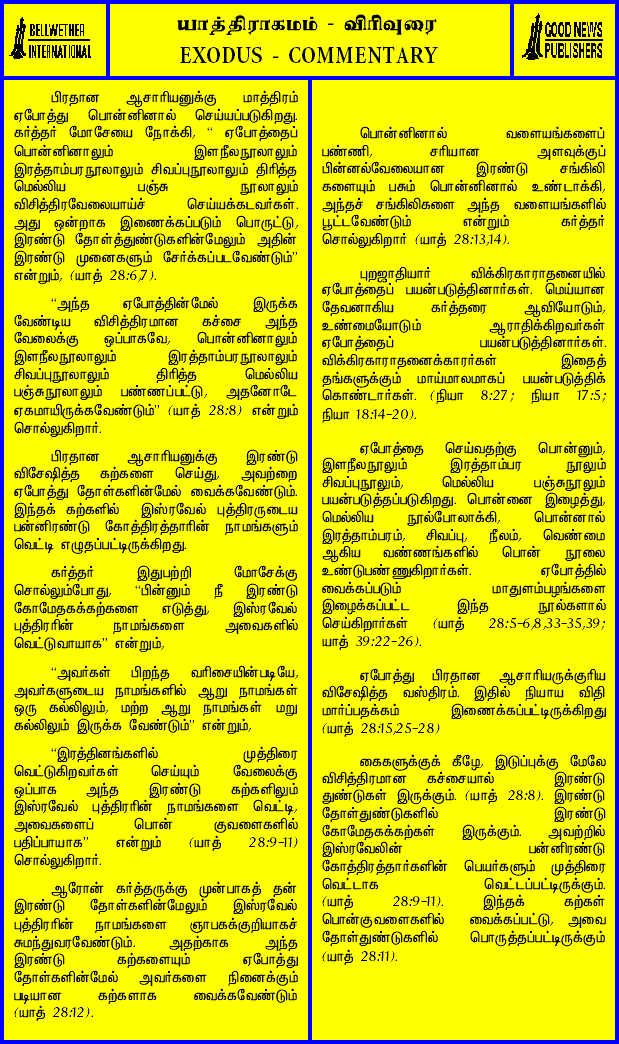 BELLWETHER
INTERNATIONAL
யாத்திராகமம் - விரிவுரை
EXODUS - COMMENTARY
GOOD NEWS
PUBLISHERS
பிரதான ஆசாரியனுக்கு மாத்திரம்
ஏபோத்து பொன்னினால் செய்யப்படுகிறது.
கர்த்தர் மோசேயை நோக்கி, “ ஏபோத்தைப்
பொன்னினாலும் இளநீலநூலாலும்
இரத்தாம்பரநூலாலும் சிவப்புநூலாலும் திரித்த
மெல்லிய பஞ்சு நூலாலும்
விசித்திரவேலையாய்ச் செய்யக்கடவர்கள்.
அது ஒன்றாக இணைக்கப்படும் பொருட்டு,
இரண்டு தோள்த்துண்டுகளின்மேலும் அதின்
இரண்டு முனைகளும் சேர்க்கப்படவேண்டும்”
என்றும், (யாத் 28:6,7).
“அந்த ஏபோத்தின்மேல் இருக்க
வேண்டிய விசித்திரமான கச்சை அந்த
வேலைக்கு ஒப்பாகவே, பொன்னினாலும்
இளநீலநூலாலும் இரத்தாம்பரநூலாலும்
சிவப்புநூலாலும் திரித்த மெல்லிய
பஞ்சுநூலாலும் பண்ணப்பட்டு, அதனோடே
ஏகமாயிருக்கவேண்டும்” (யாத் 28:8) என்றும்
சொல்லுகிறார்.
பிரதான ஆசாரியனுக்கு இரண்டு
விசேஷித்த கற்களை செய்து, அவற்றை
ஏபோத்து தோள்களின்மேல் வைக்கவேண்டும்.
இந்தக் கற்களில் இஸ்ரவேல் புத்திரருடைய
பன்னிரண்டு கோத்திரத்தாரின் நாமங்களும்
வெட்டி எழுதப்பட்டிருக்கிறது.
கர்த்தர் இதுபற்றி மோசேக்கு
சொல்லும்போது, “பின்னும் நீ இரண்டு
கோமேதகக்கற்களை எடுத்து, இஸ்ரவேல்
புத்திரரின் நாமங்களை அவைகளில்
வெட்டுவாயாக” என்றும்,
“அவர்கள் பிறந்த வரிசையின்படியே,
அவர்களுடைய நாமங்களில் ஆறு நாமங்கள்
ஒரு கல்லிலும், மற்ற ஆறு நாமங்கள் மறு
கல்லிலும் இருக்க வேண்டும்” என்றும்,
“இரத்தினங்களில் முத்திரை
வெட்டுகிறவர்கள் செய்யும் வேலைக்கு
ஒப்பாக அந்த இரண்டு கற்களிலும்
இஸ்ரவேல் புத்திரரின் நாமங்களை வெட்டி,
அவைகளைப் பொன் குவளைகளில்
பதிப்பாயாக” என்றும் (யாத் 28:9-11)
சொல்லுகிறார்.
ஆரோன் கர்த்தருக்கு முன்பாகத் தன்
இரண்டு தோள்களின்மேலும் இஸ்ரவேல்
புத்திரரின் நாமங்களை ஞாபகக்குறியாகச்
சுமந்துவரவேண்டும். அதற்காக அந்த
இரண்டு கற்களையும் ஏபோத்து
தோள்களின்மேல் அவர்களை நினைக்கும்
படியான கற்களாக வைக்கவேண்டும்
(யாத் 28:12).
பொன்னினால் வளையங்களைப்
பண்ணி, சரியான அளவுக்குப்
பின்னல்வேலையான இரண்டு சங்கிலி
களையும் பசும் பொன்னினால் உண்டாக்கி,
அந்தச் சங்கிலிகளை அந்த வளையங்களில்
பூட்டவேண்டும் என்றும் கர்த்தர்
சொல்லுகிறார் (யாத் 28:13,14).
புறஜாதியார் விக்கிரகாராதனையில்
ஏபோத்தைப் பயன்படுத்தினார்கள். மெய்யான
தேவனாகிய கர்த்தரை ஆவியோடும்,
உண்மையோடும் ஆராதிக்கிறவர்கள்
ஏபோத்தைப் பயன்படுத்தினார்கள்.
விக்கிரகாராதனைக்காரர்கள் இதைத்
தங்களுக்கும் மாய்மாலமாகப் பயன்படுத்திக்
கொண்டார்கள். (நியா 8:27; நியா 17:5;
நியா 18:14-20).
ஏபோத்தை செய்வதற்கு பொன்னும்,
இளநீலநூலும் இரத்தாம்பர நூலும்
சிவப்புநூலும், மெல்லிய பஞ்சுநூலும்
பயன்படுத்தப்படுகிறது. பொன்னை இழைத்து,
மெல்லிய நூல்போலாக்கி, பொன்னால்
இரத்தாம்பரம், சிவப்பு, நீலம், வெண்மை
ஆகிய வண்ணங்களில் பொன் நூலை
உண்டுபண்ணுகிறார்கள். ஏபோத்தில்
வைக்கப்படும் மாதுளம்பழங்களை
இழைக்கப்பட்ட இந்த நூல்களால்
செய்கிறார்கள் (யாத் 28:5-6,8,33-35,39;
யாத் 39:22-26).
ஏபோத்து பிரதான ஆசாரியருக்குரிய
விசேஷித்த வஸ்திரம். இதில் நியாய விதி
மார்ப்பதக்கம் இணைக்கப்பட்டிருக்கிறது
(யாத் 28:15,25-28)
கைகளுக்குக் கீழே, இடுப்புக்கு மேலே
விசித்திரமான கச்சையால் இரண்டு
துண்டுகள் இருக்கும். (யாத் 28:8). இரண்டு
தோள்துண்டுகளில் இரண்டு
கோமேதகக்கற்கள் இருக்கும். அவற்றில்
இஸ்ரவேலின் பன்னிரண்டு
கோத்திரத்தார்களின் பெயர்களும் முத்திரை
வெட்டாக வெட்டப்பட்டிருக்கும்.
(யாத் 28:9-11). இந்தக் கற்கள்
பொன்குவளைகளில் வைக்கப்பட்டு, அவை
தோள்துண்டுகளில் பொருத்தப்பட்டிருக்கும்
(யாத் 28:11).